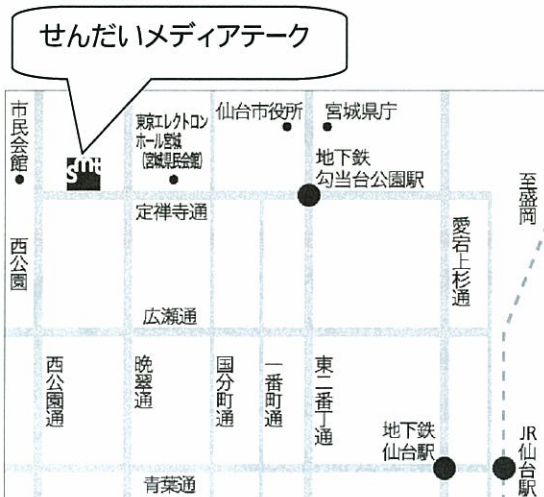 せんだいメディアテーク
市民会館
smt
東京エレクトロン
ホール宮城
(宮城県民会館)
仙台市役所
宮城県庁
地下鉄
勾当台公園駅
定禅寺通
西公園
愛宕上杉通
至盛岡
広瀬通
西公園通
晩翠通
国分町通
一番町通
東二番丁通
地下鉄
仙台駅
JR仙台駅
青葉通